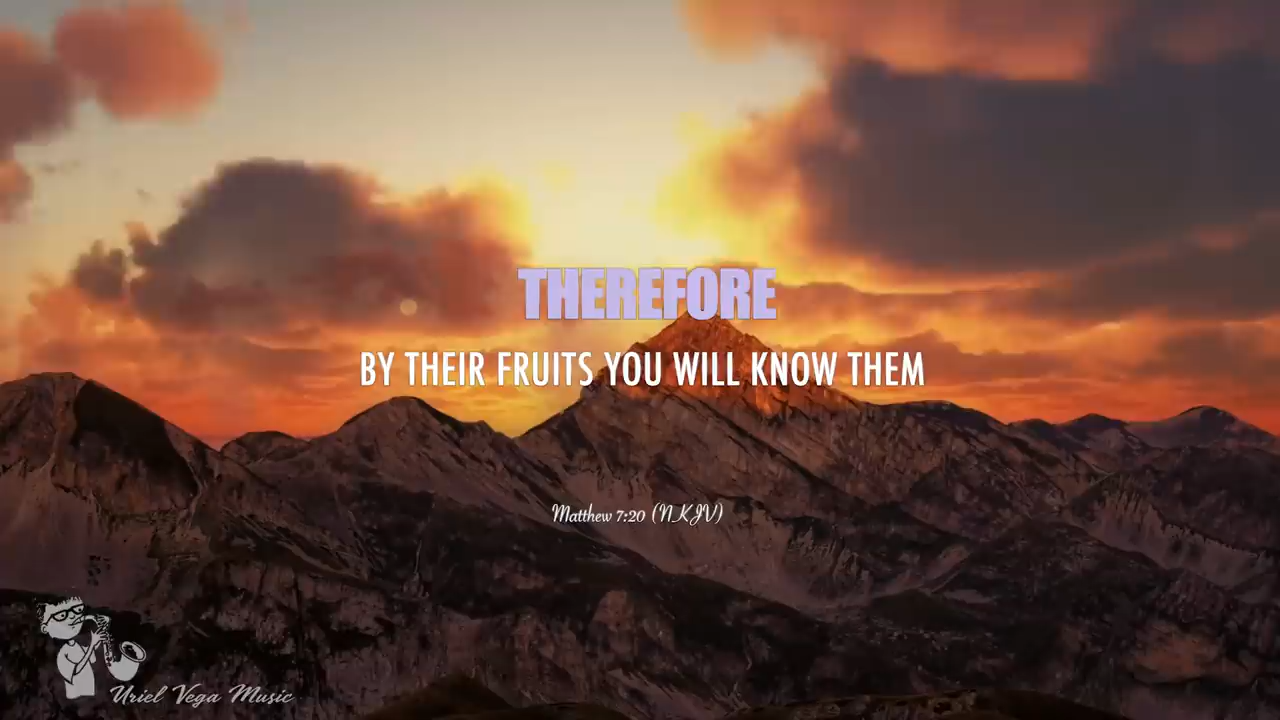 THEREFORE
BY THEIR FRUITS YOU WILL KNOW THEM
Matthew 7:20 (NKJV)
Uriel Vega Music